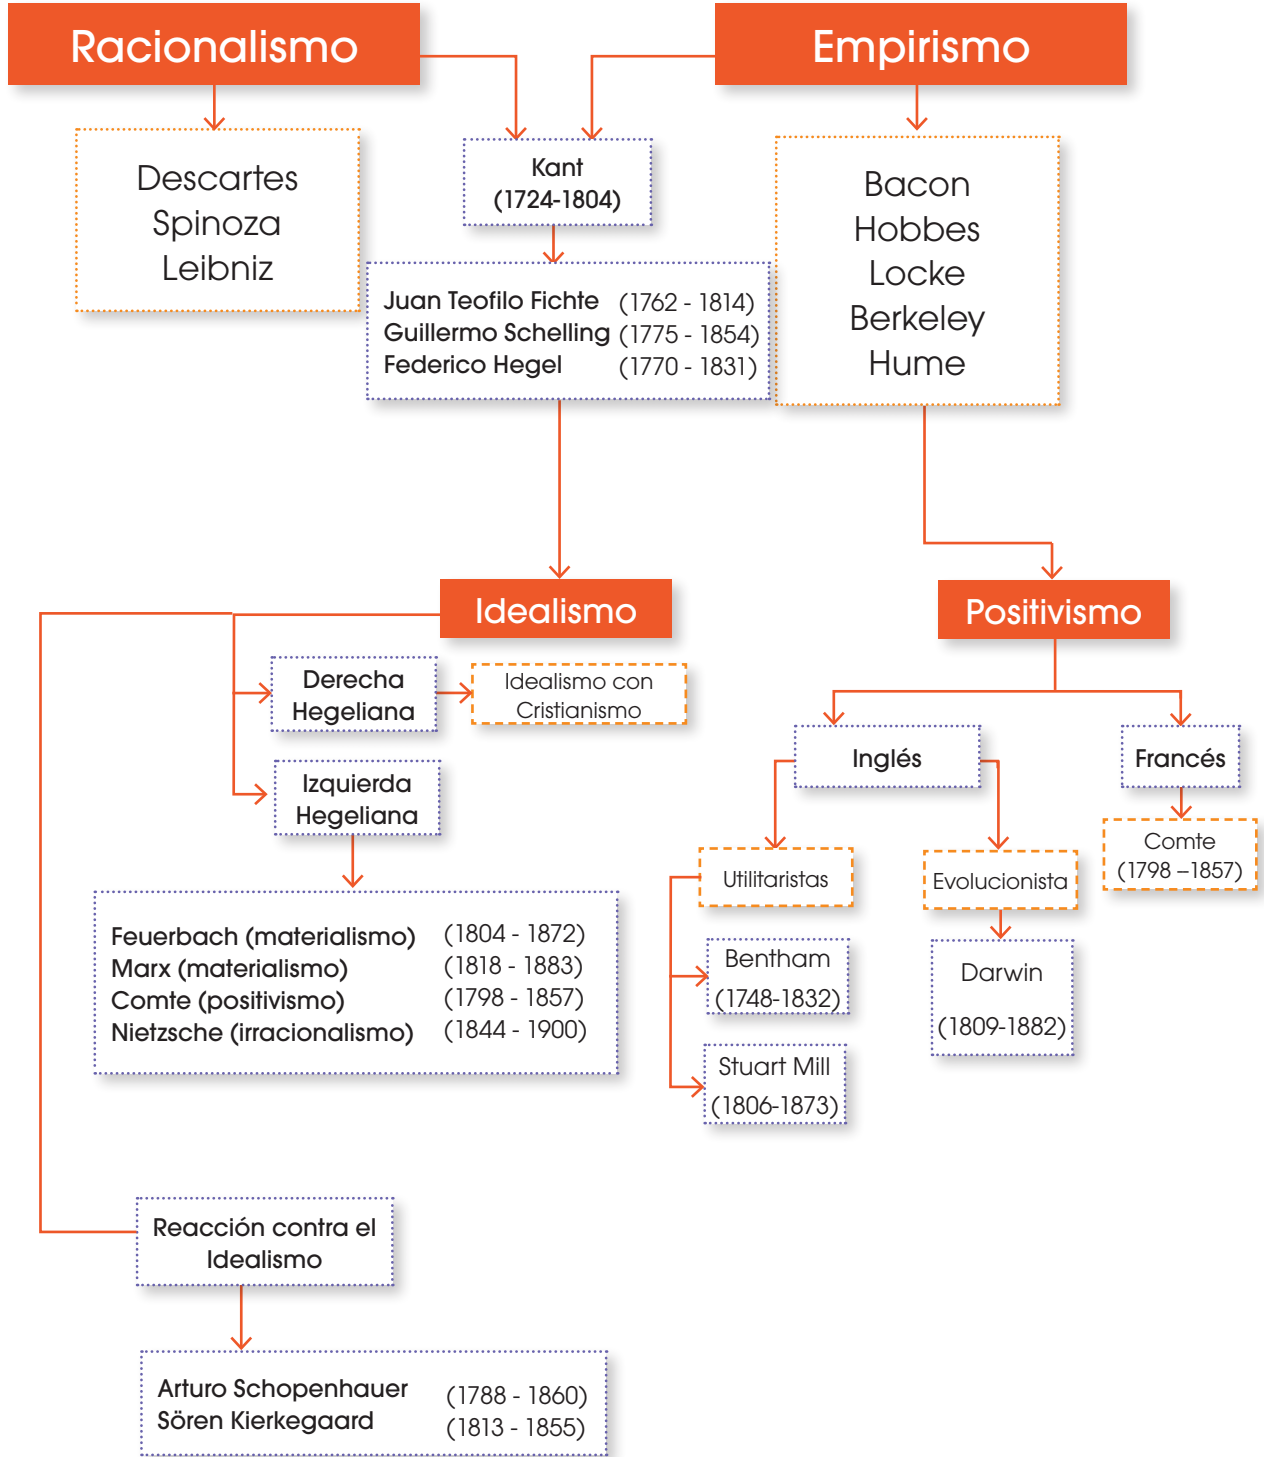 Racionalismo
Empirismo
Descartes
Spinoza
Leibniz
Kant
(1724-1804)
Bacon
Hobbes
Locke
Berkeley
Hume
Juan Teofilo Fichte (1762 - 1814)
Guillermo Schelling (1775 - 1854)
Federico Hegel (1770 - 1831)
Idealismo
Positivismo
Derecha
Hegeliana
Idealismo con
Cristianismo
Izquierda
Hegeliana
Inglés
Francés
Comte
(1798 –1857)
Utilitaristas
Evolucionista
Feuerbach (materialismo) (1804 - 1872)
Marx (materialismo) (1818 - 1883)
Comte (positivismo) (1798 - 1857)
Nietzsche (irracionalismo) (1844 - 1900)
Bentham
(1748-1832)
Darwin
(1809-1882)
Stuart Mill
(1806-1873)
Reacción contra el
Idealismo
Arturo Schopenhauer (1788 - 1860)
Sören Kierkegaard (1813 - 1855)